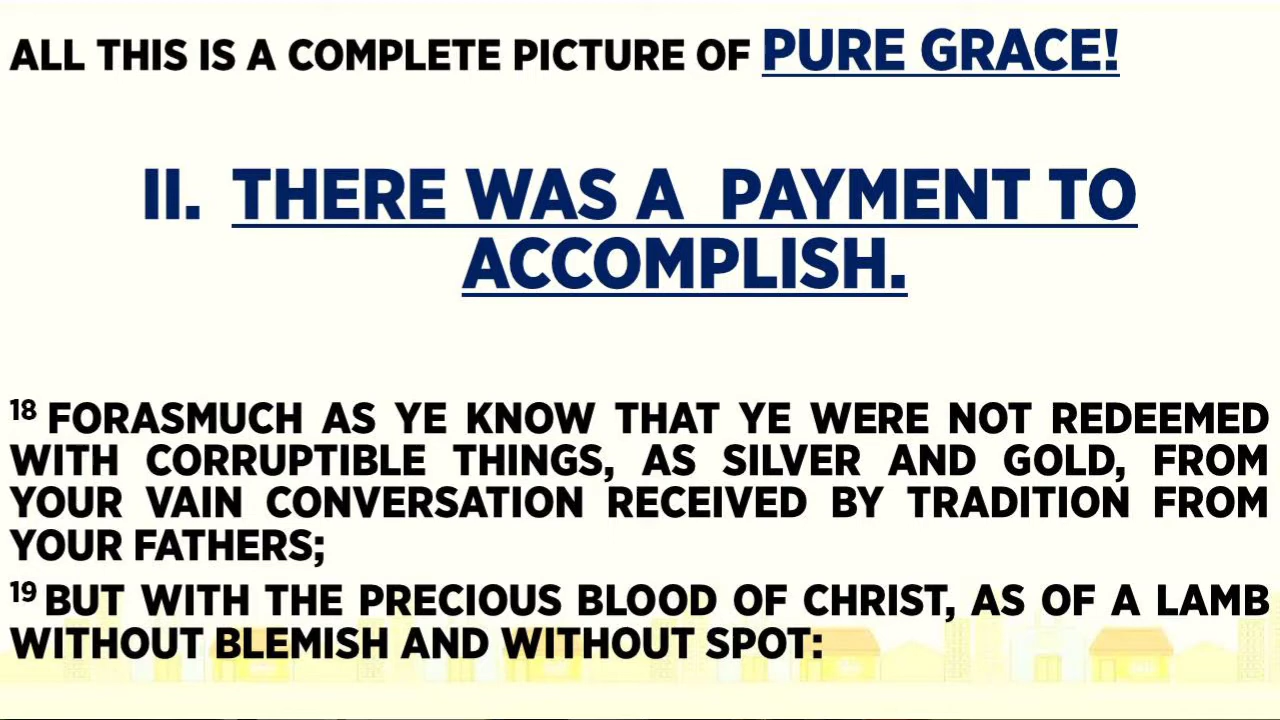 ALL THIS IS A COMPLETE PICTURE OF PURE GRACE!
II. THERE WAS A PAYMENT TO
ACCOMPLISH.
18 FORASMUCH AS YE KNOW THAT YE WERE NOT REDEEMED
WITH CORRUPTIBLE THINGS, AS SILVER AND GOLD, FROM
YOUR VAIN CONVERSATION RECEIVED BY TRADITION FROM
YOUR FATHERS;
19 BUT WITH THE PRECIOUS BLOOD OF CHRIST, AS OF A LAMB
WITHOUT BLEMISH AND WITHOUT SPOT: